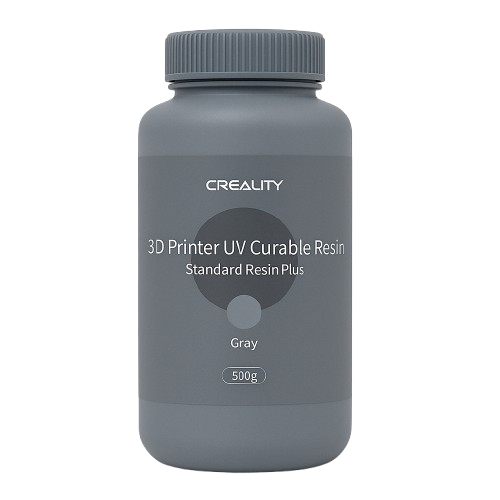 CREALITY
3D Printer UV Curable Resin
Standard Resin Plus
Gray
500g